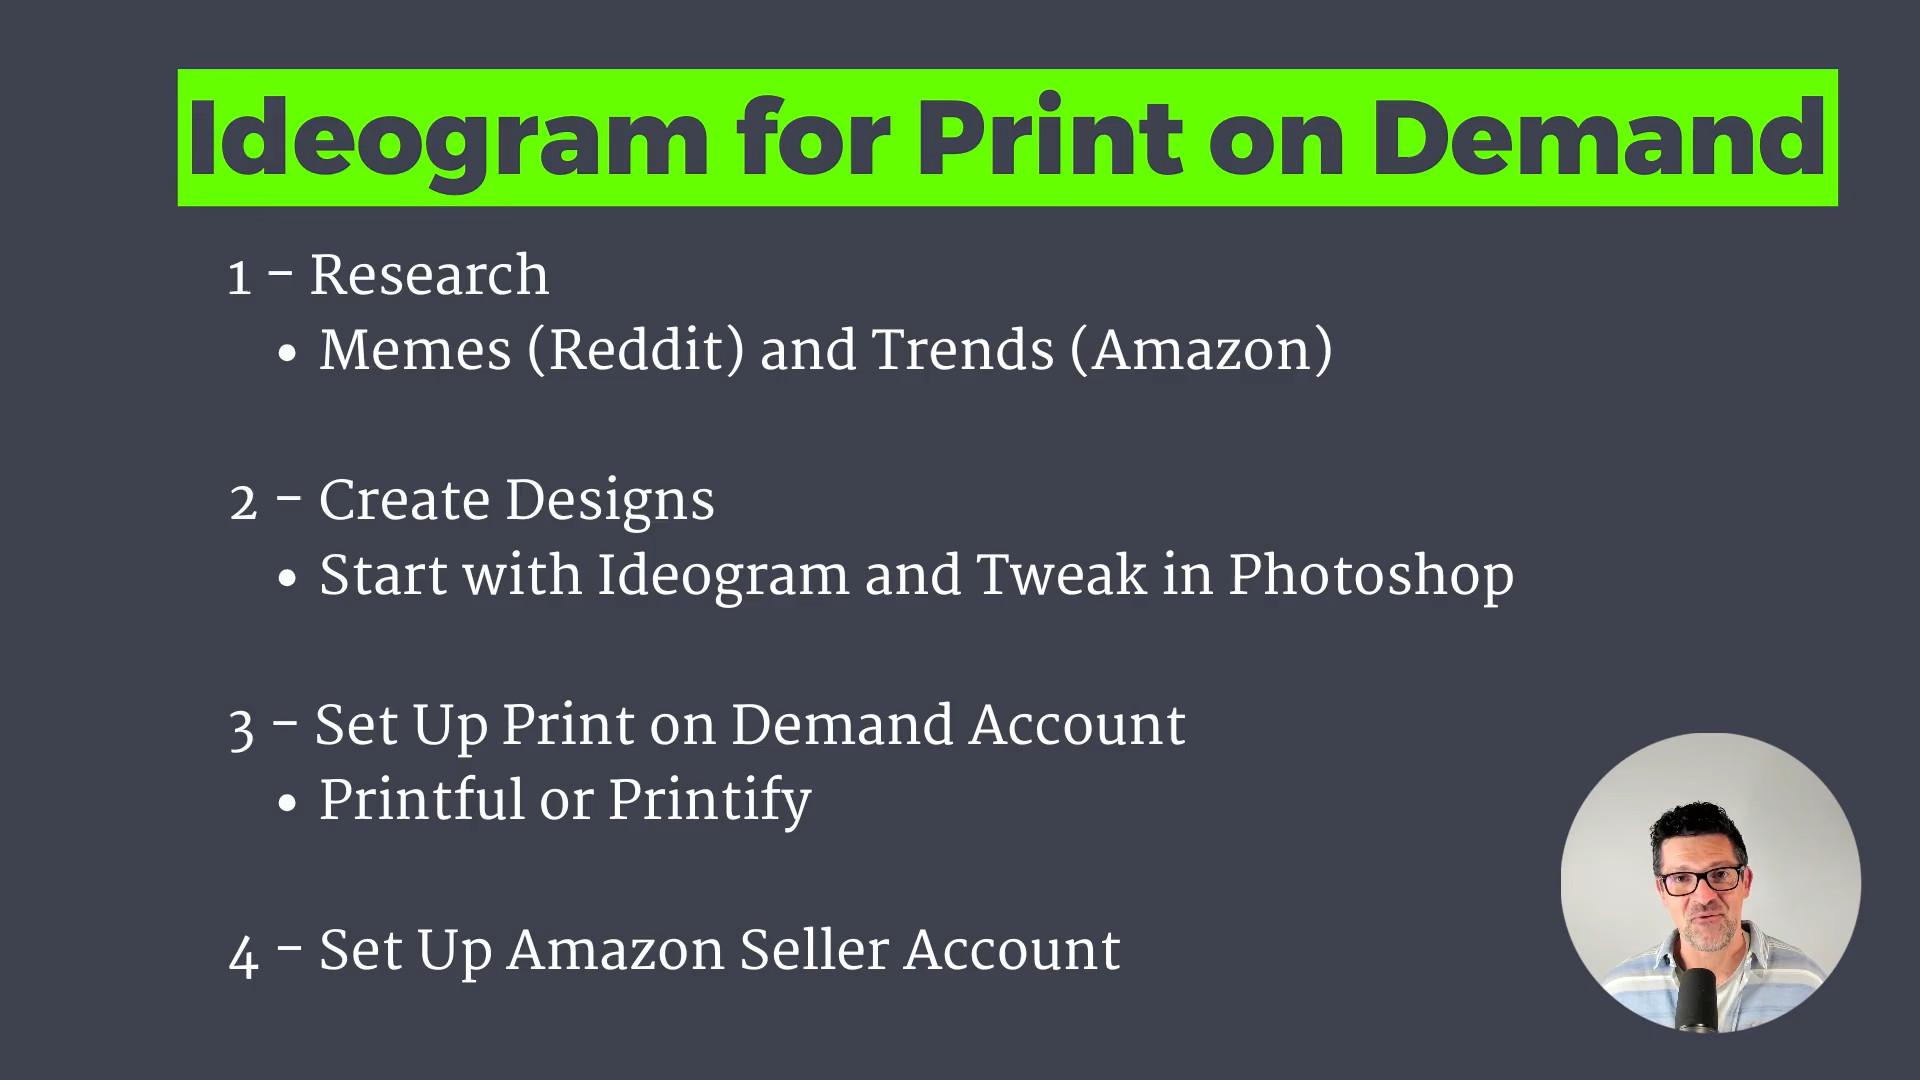 Ideogram for Print on Demand
1 - Research
• Memes (Reddit) and Trends (Amazon)
2 - Create Designs
• Start with Ideogram and Tweak in Photoshop
3 - Set Up Print on Demand Account
• Printful or Printify
4 - Set Up Amazon Seller Account